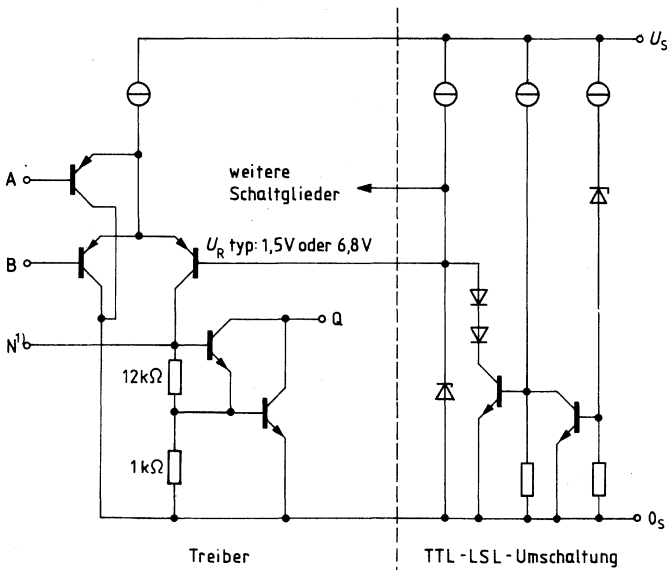 U_S
A
weitere
Schaltglieder
B
U_R typ: 1,5V oder 6,8V
Q
N¹⁾
12kΩ
1kΩ
0_S
Treiber
TTL-LSL-Umschaltung